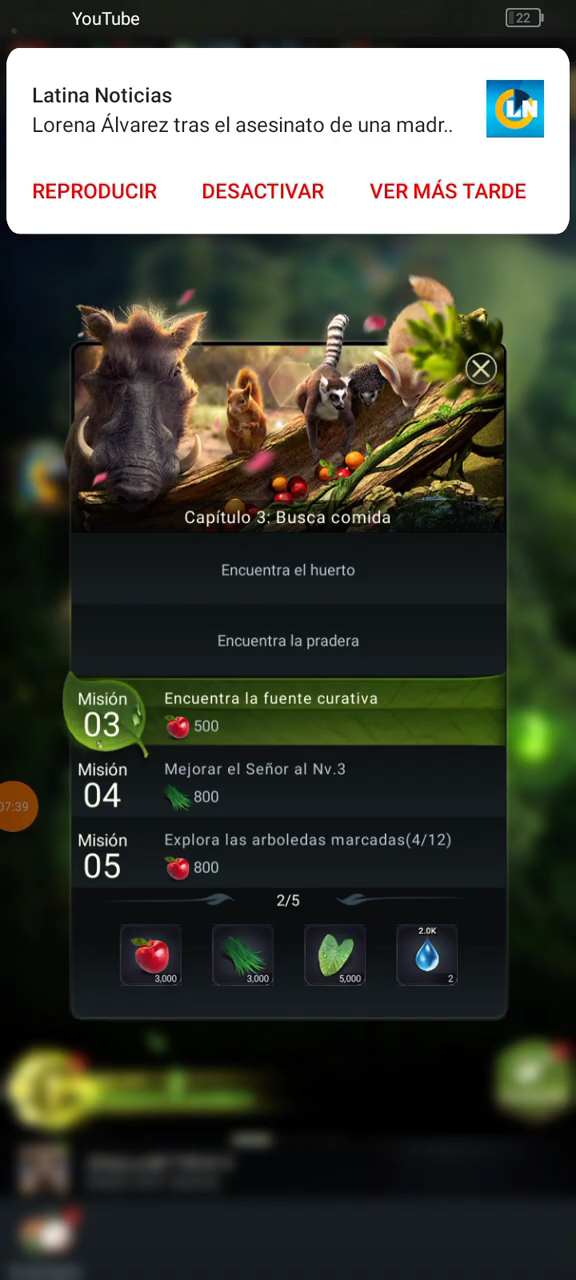 YouTube
22
Latina Noticias
LN
Lorena Álvarez tras el asesinato de una madr..
REPRODUCIR DESACTIVAR VER MÁS TARDE
Capítulo 3: Busca comida
Encuentra el huerto
Encuentra la pradera
Misión 03
Encuentra la fuente curativa
500
Misión 04
Mejorar el Señor al Nv.3
800
07:39
Misión 05
Explora las arboledas marcadas(4/12)
800
2/5
3,000
3,000
5,000
2.0K
2